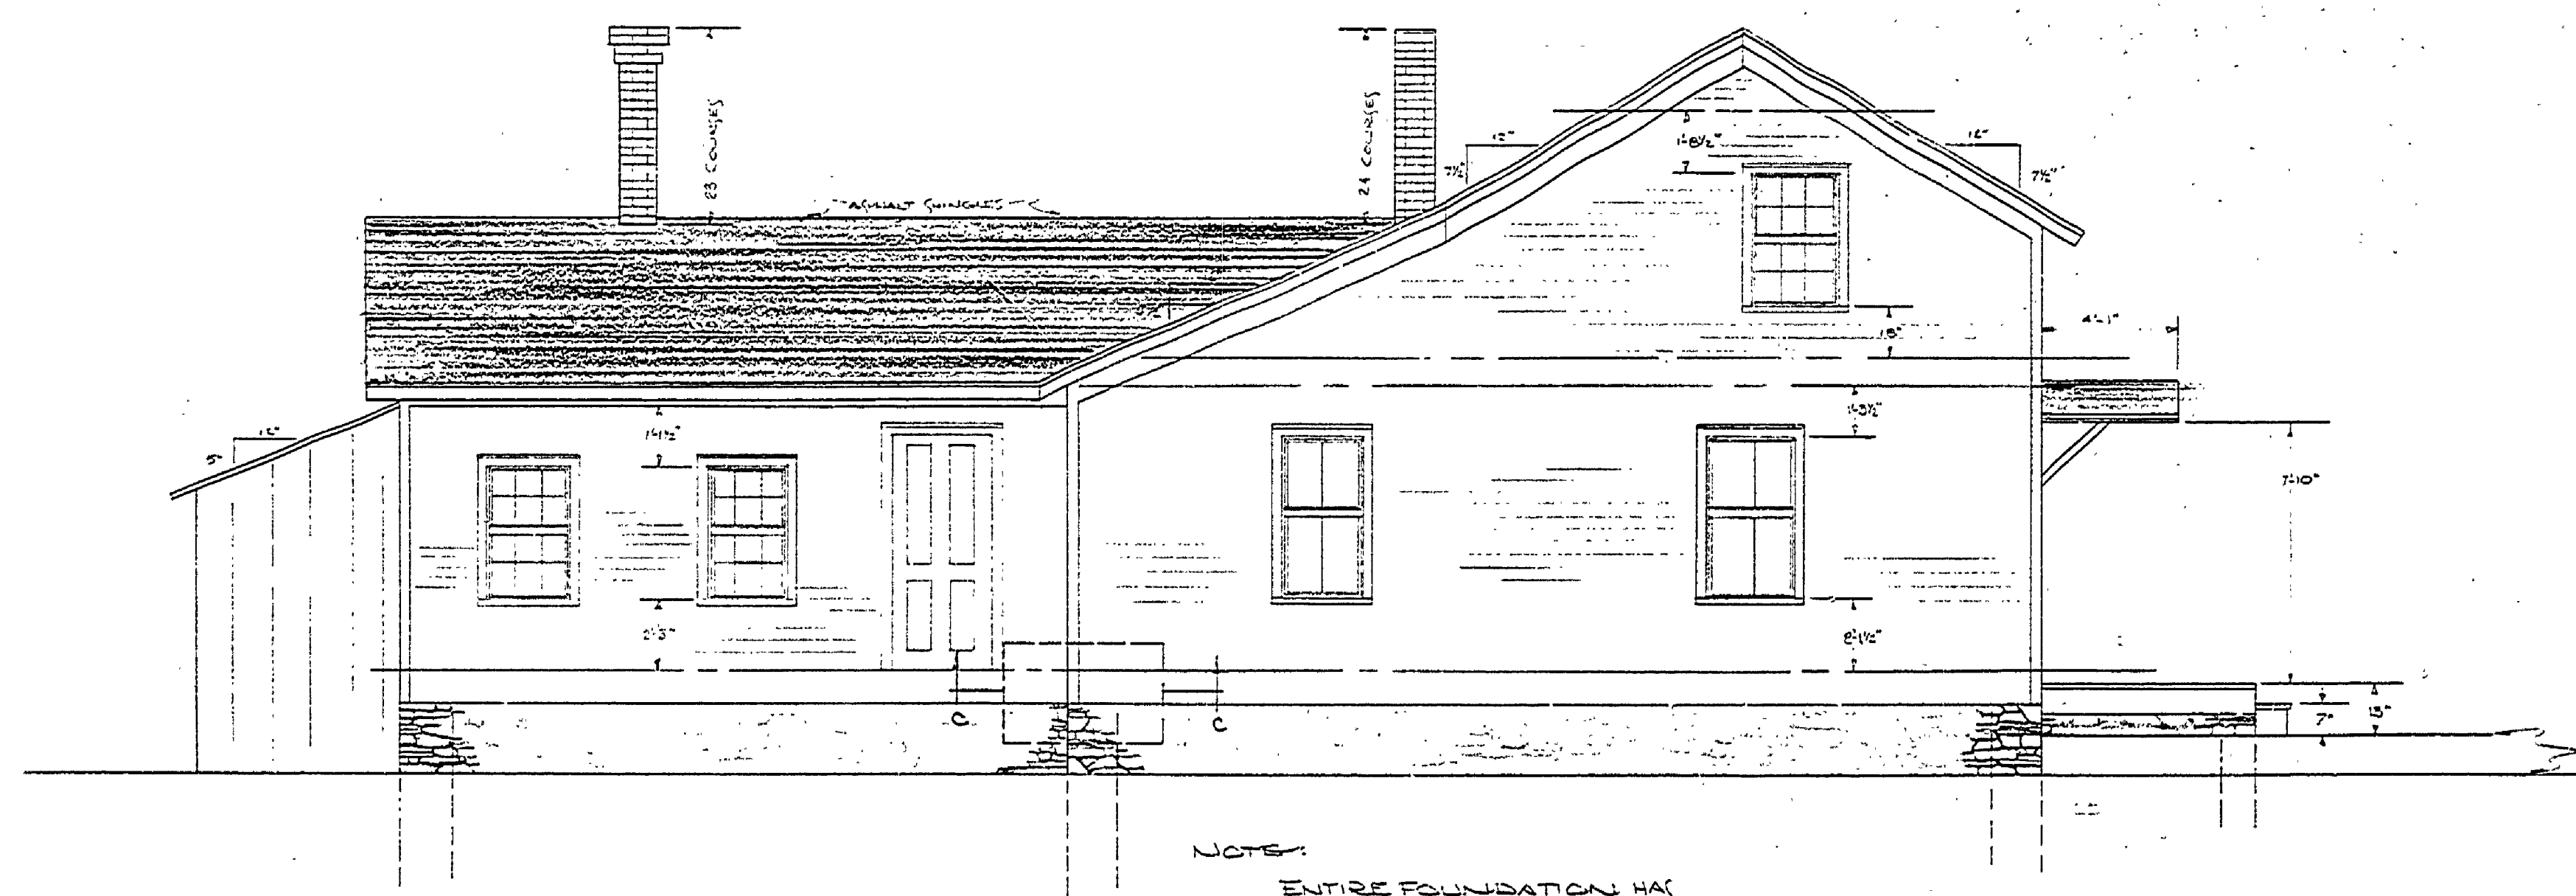 23 COURSES
24 COURSES
ASPHALT SHINGLES
12"
7½"
1'-8½"
12"
7½"
18"
4'-1"
1'-3½"
1'-1½"
12"
5"
7'-10"
2'-3"
2'-1½"
C
C
7"
15"
NOTE:
ENTIRE FOUNDATION HAS